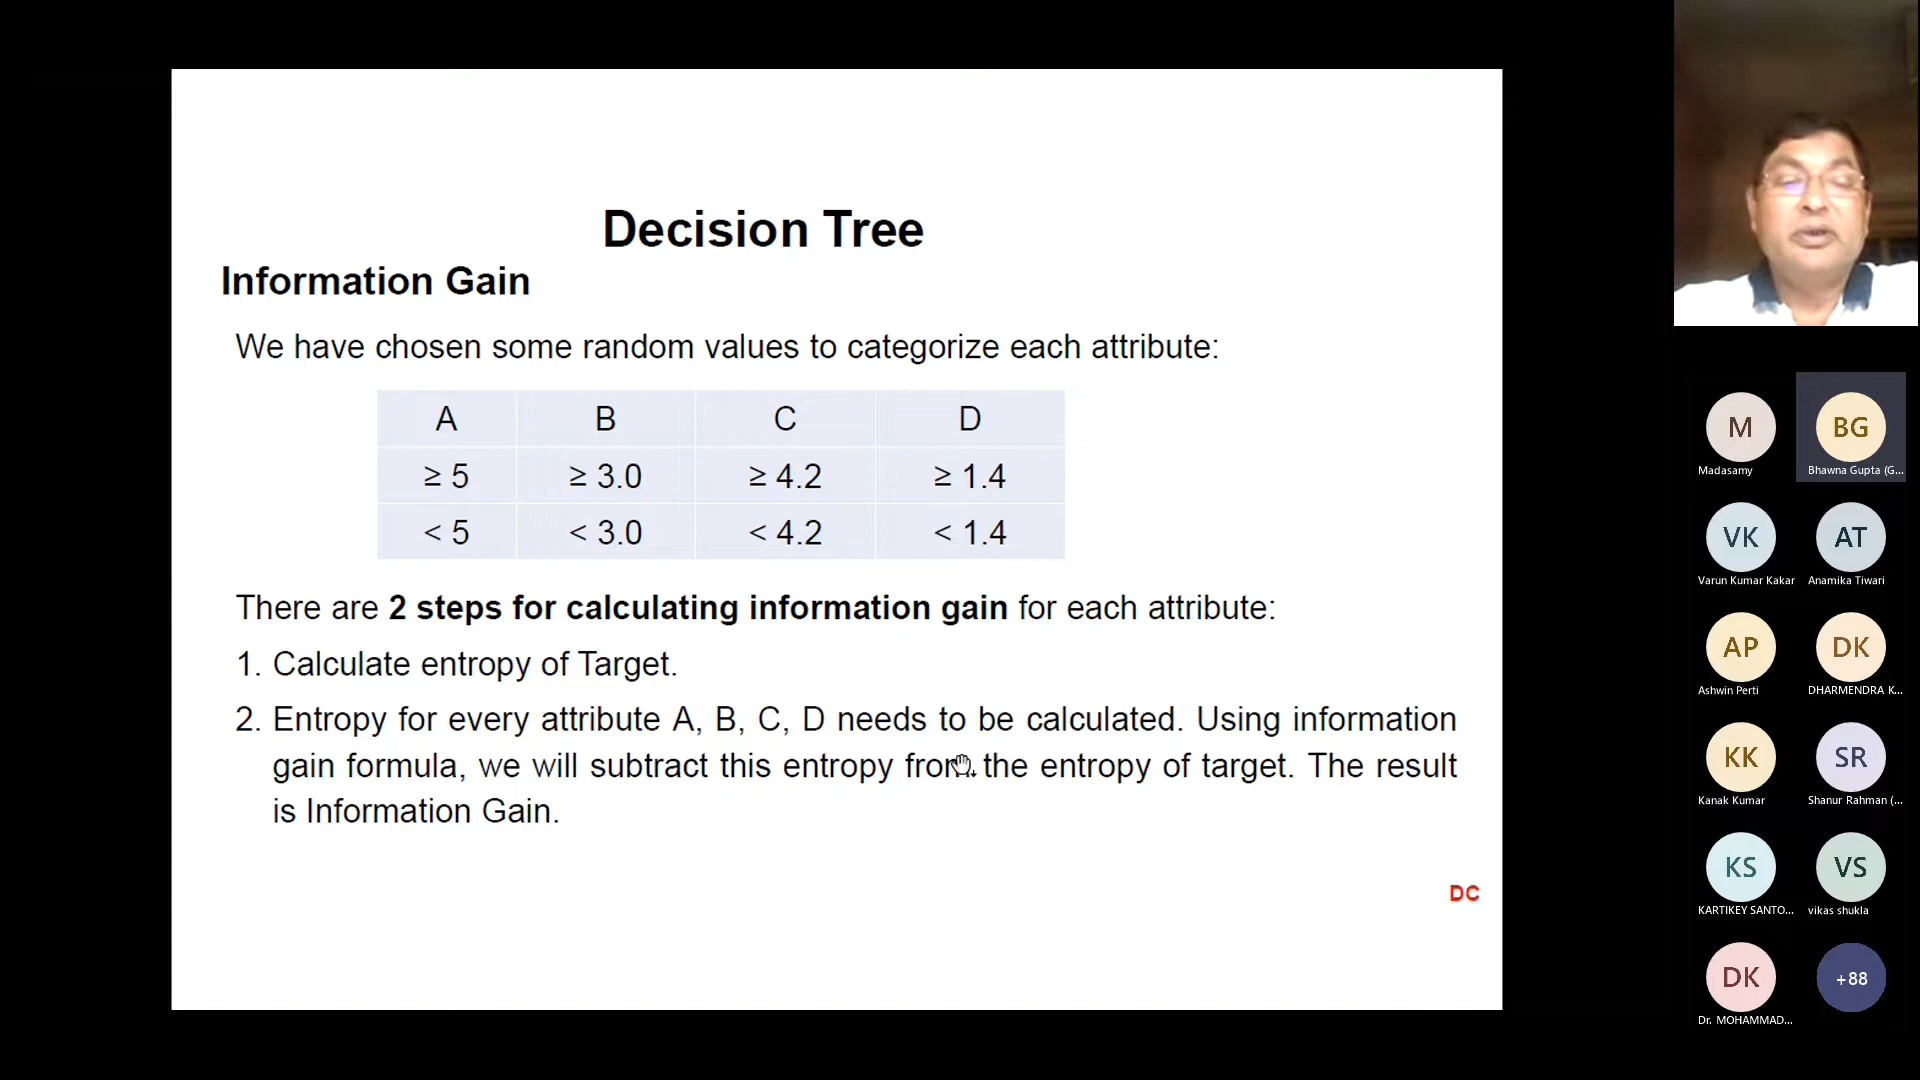 Decision Tree
Information Gain
We have chosen some random values to categorize each attribute:
A B C D
≥ 5 ≥ 3.0 ≥ 4.2 ≥ 1.4
< 5 < 3.0 < 4.2 < 1.4
There are 2 steps for calculating information gain for each attribute:
1. Calculate entropy of Target.
2. Entropy for every attribute A, B, C, D needs to be calculated. Using information
gain formula, we will subtract this entropy from the entropy of target. The result
is Information Gain.
DC
M BG
Madasamy Bhawna Gupta (G...
VK AT
Varun Kumar Kakar Anamika Tiwari
AP DK
Ashwin Perti DHARMENDRA K...
KK SR
Kanak Kumar Shanur Rahman (...
KS VS
KARTIKEY SANTO... vikas shukla
DK +88
Dr. MOHAMMAD...